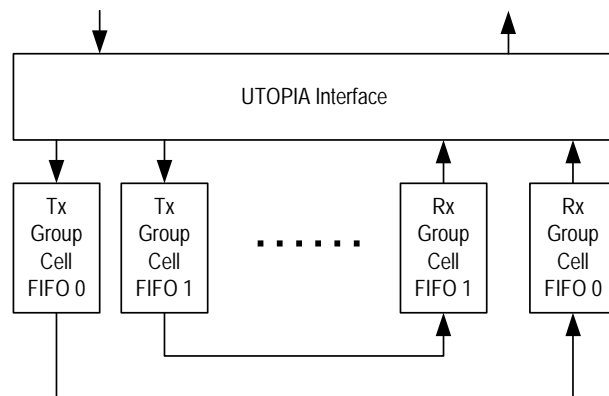 UTOPIA Interface
Tx
Group
Cell
FIFO 0
Tx
Group
Cell
FIFO 1
Rx
Group
Cell
FIFO 1
Rx
Group
Cell
FIFO 0